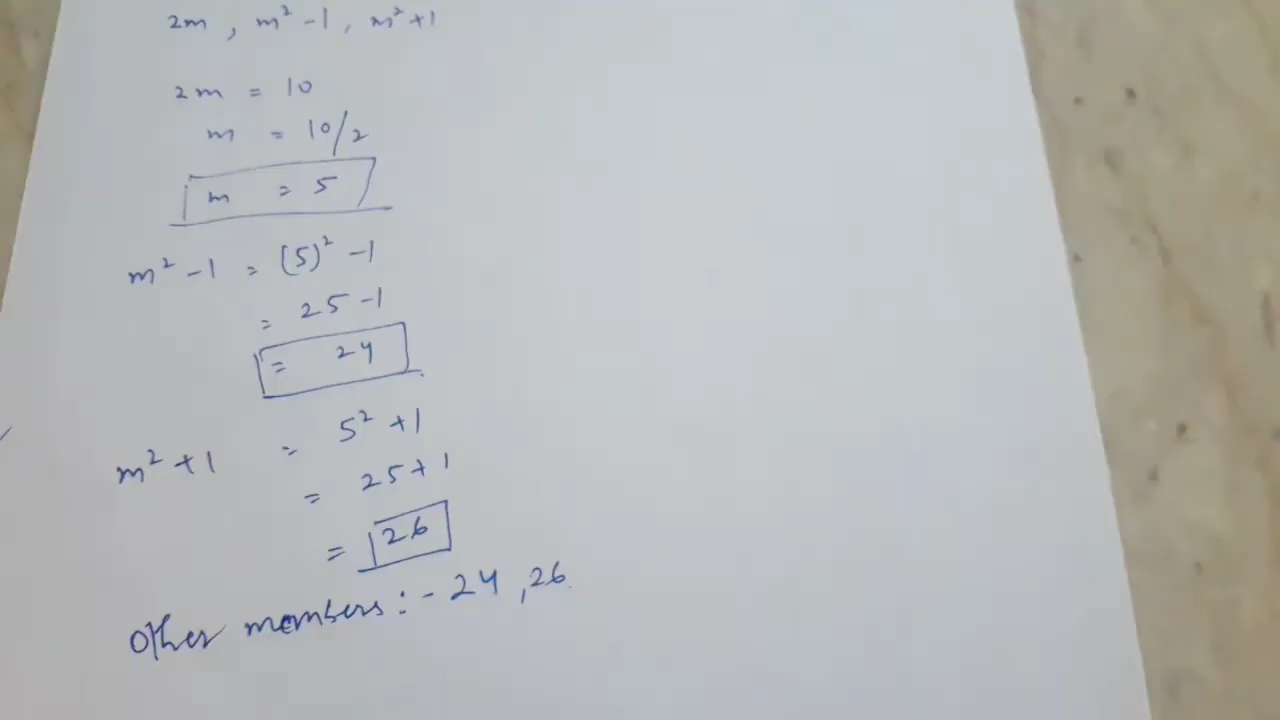 2m , m² -1 , m² +1
2m = 10
m = 10/2
m = 5
m² -1 = (5)² -1
= 25 -1
= 24
m² +1 = 5² +1
= 25 + 1
= 26
Other members : - 24 , 26.